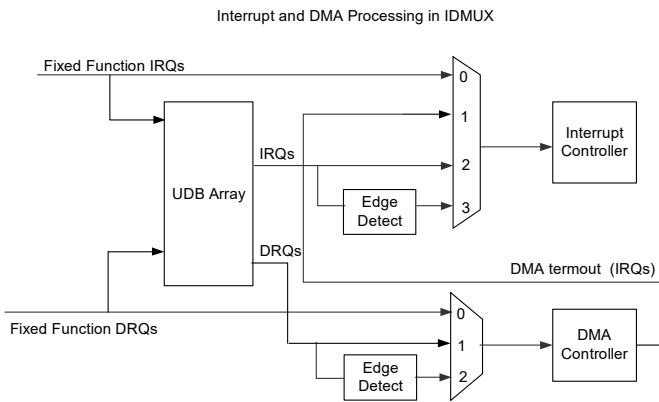 Interrupt and DMA Processing in IDMUX
Fixed Function IRQs
0
1
UDB Array
IRQs
2
Edge
Detect
3
Interrupt
Controller
DRQs
DMA termout (IRQs)
Fixed Function DRQs
0
1
Edge
Detect
2
DMA
Controller